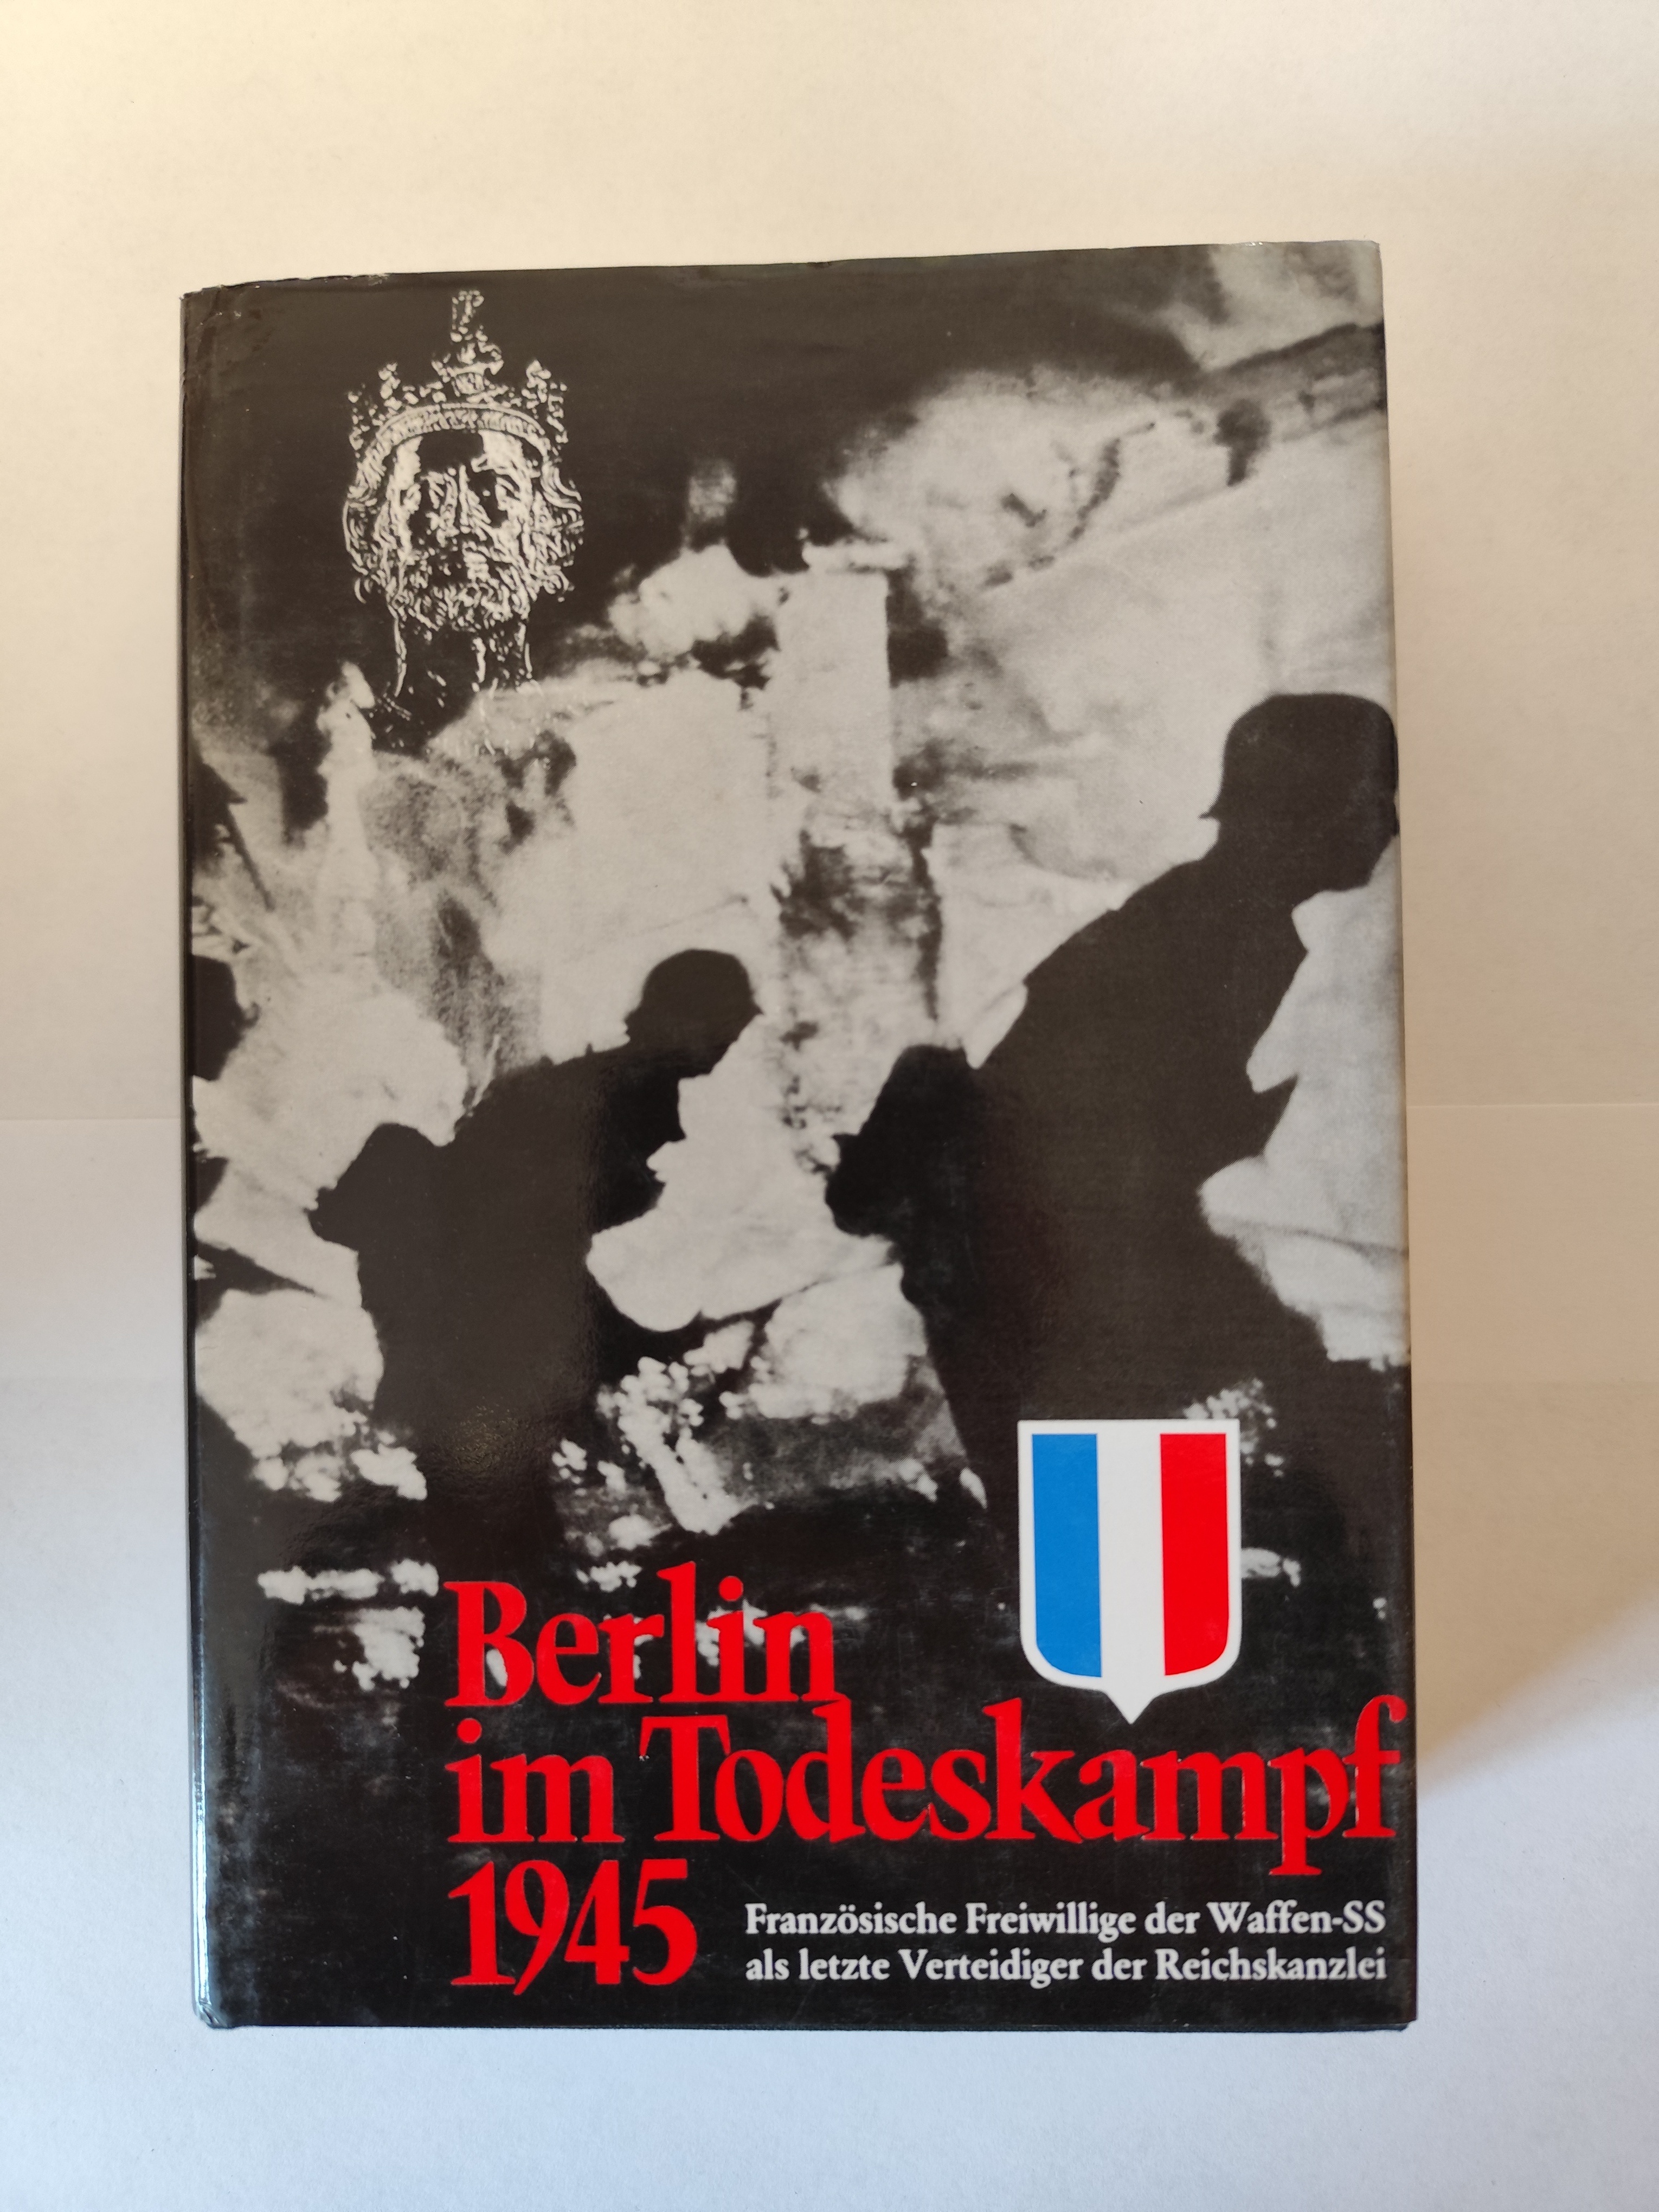 Berlin
im Todeskampf
1945
Französische Freiwillige der Waffen-SS
als letzte Verteidiger der Reichskanzlei